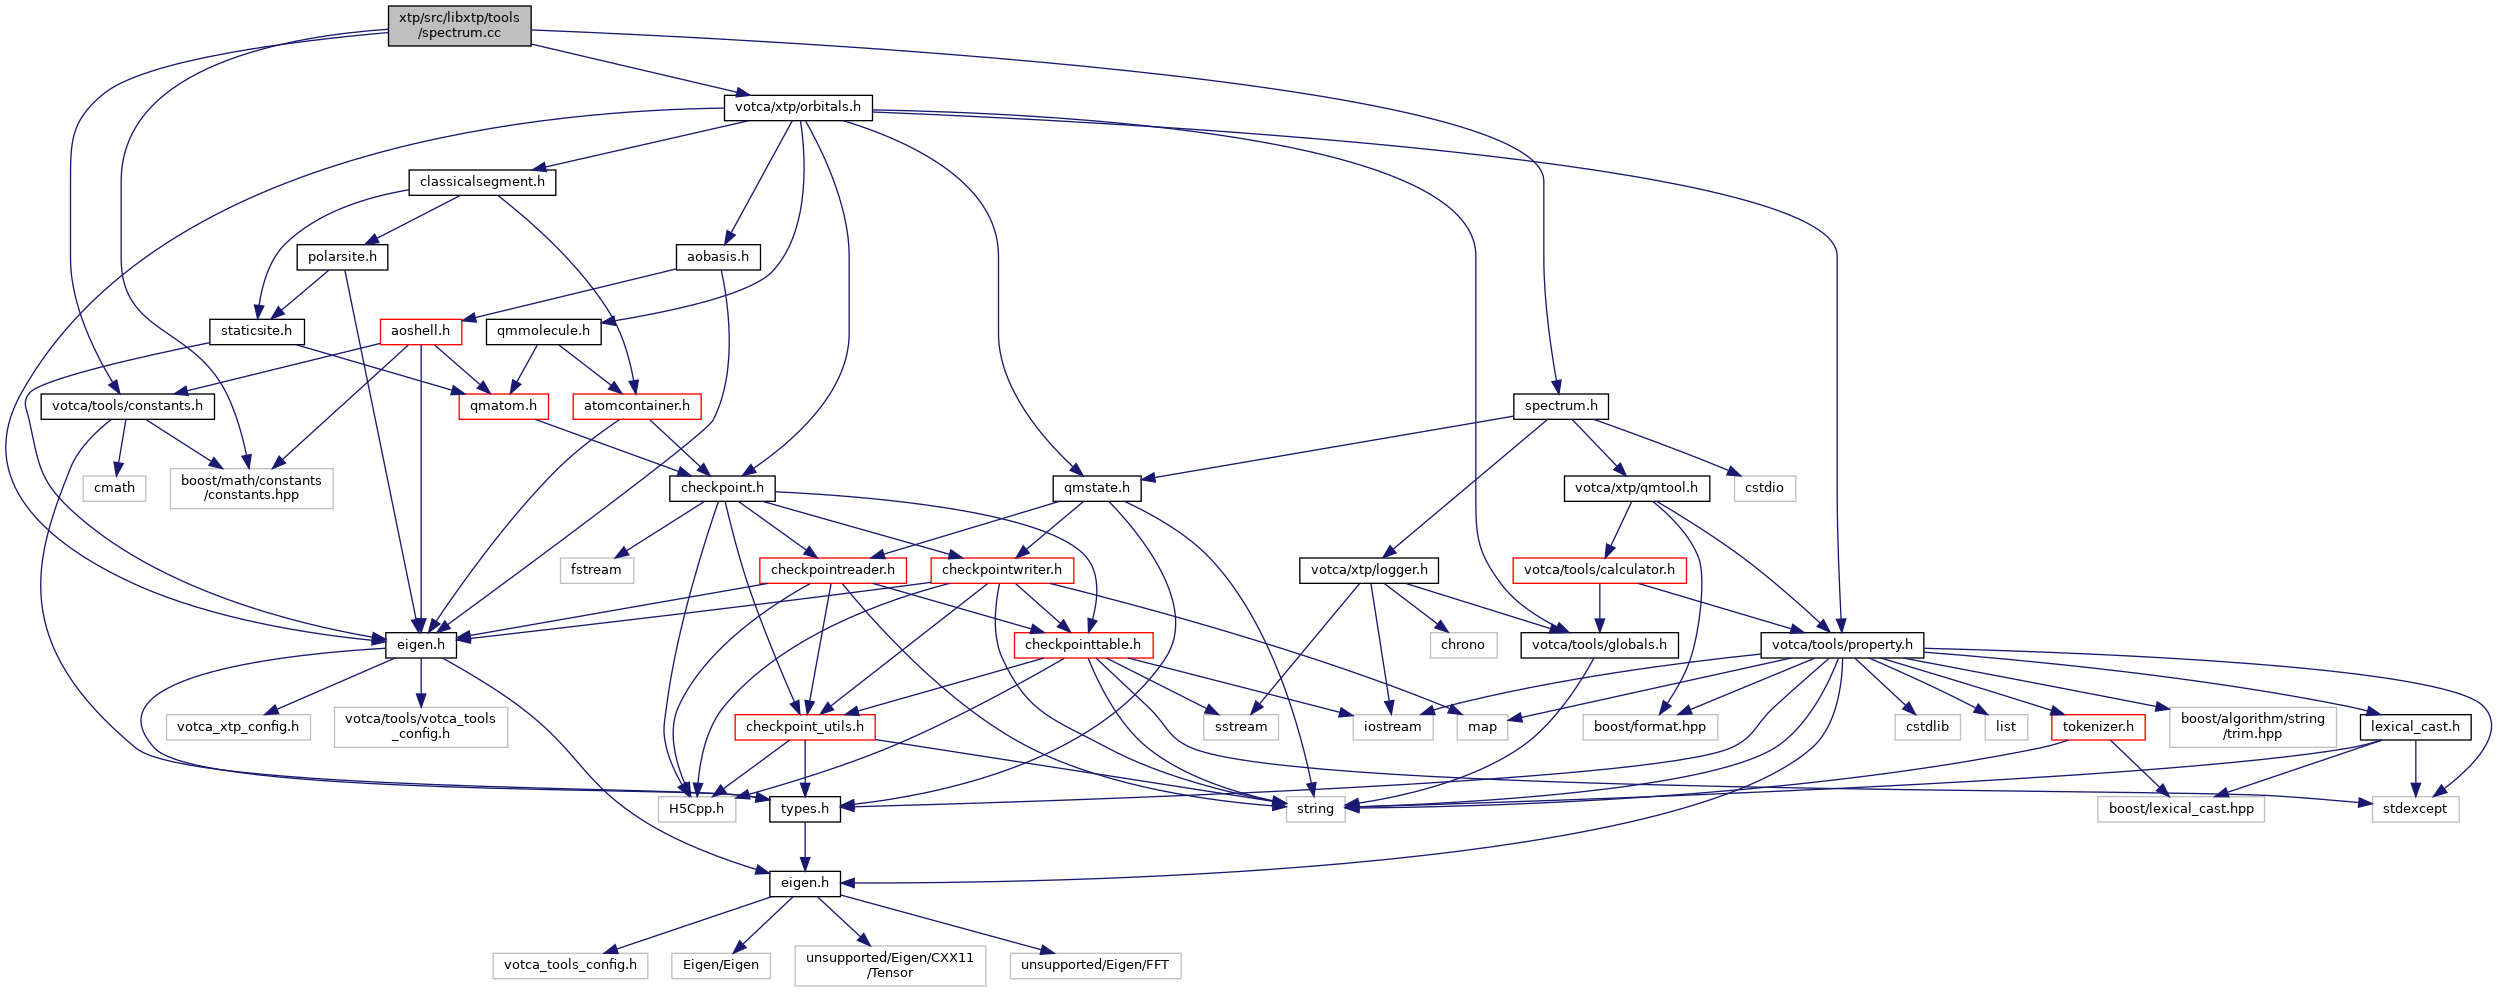 xtp/src/libxtp/tools
/spectrum.cc
votca/xtp/orbitals.h
classicalsegment.h
polarsite.h
aobasis.h
staticsite.h
aoshell.h
qmmolecule.h
votca/tools/constants.h
qmatom.h
atomcontainer.h
spectrum.h
cmath
boost/math/constants
/constants.hpp
checkpoint.h
qmstate.h
votca/xtp/qmtool.h
cstdio
fstream
checkpointreader.h
checkpointwriter.h
votca/xtp/logger.h
votca/tools/calculator.h
eigen.h
checkpointtable.h
chrono
votca/tools/globals.h
votca/tools/property.h
votca_xtp_config.h
votca/tools/votca_tools
_config.h
checkpoint_utils.h
sstream
iostream
map
boost/format.hpp
cstdlib
list
tokenizer.h
boost/algorithm/string
/trim.hpp
lexical_cast.h
H5Cpp.h
types.h
string
boost/lexical_cast.hpp
stdexcept
eigen.h
votca_tools_config.h
Eigen/Eigen
unsupported/Eigen/CXX11
/Tensor
unsupported/Eigen/FFT